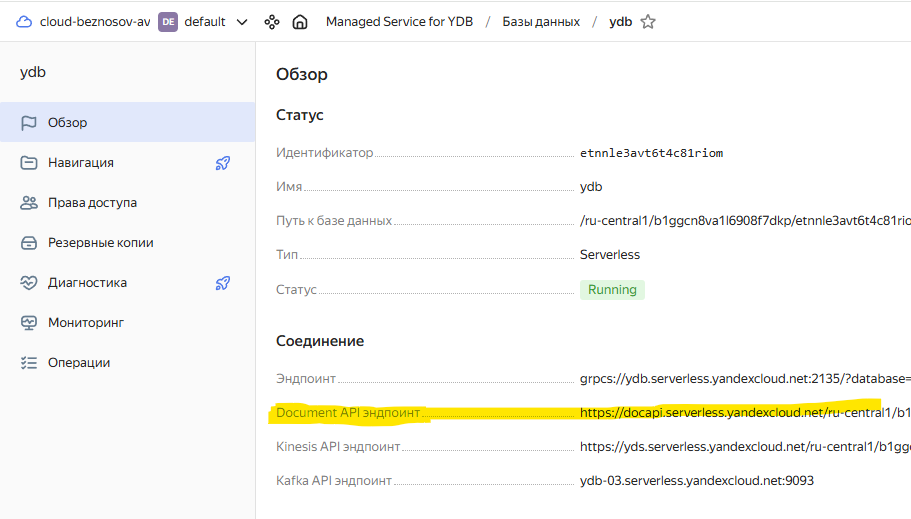 cloud-beznosov-av DE default Managed Service for YDB / Базы данных / ydb
ydb
Обзор
Навигация
Права доступа
Резервные копии
Диагностика
Мониторинг
Операции
Обзор
Статус
Идентификатор etnnle3avt6t4c81riom
Имя ydb
Путь к базе данных /ru-central1/b1ggcn8va1l6908f7dkp/etnnle3avt6t4c81rio
Тип Serverless
Статус Running
Соединение
Эндпоинт grpcs://ydb.serverless.yandexcloud.net:2135/?database=
Document API эндпоинт https://docapi.serverless.yandexcloud.net/ru-central1/b1
Kinesis API эндпоинт https://yds.serverless.yandexcloud.net/ru-central1/b1gg
Kafka API эндпоинт ydb-03.serverless.yandexcloud.net:9093